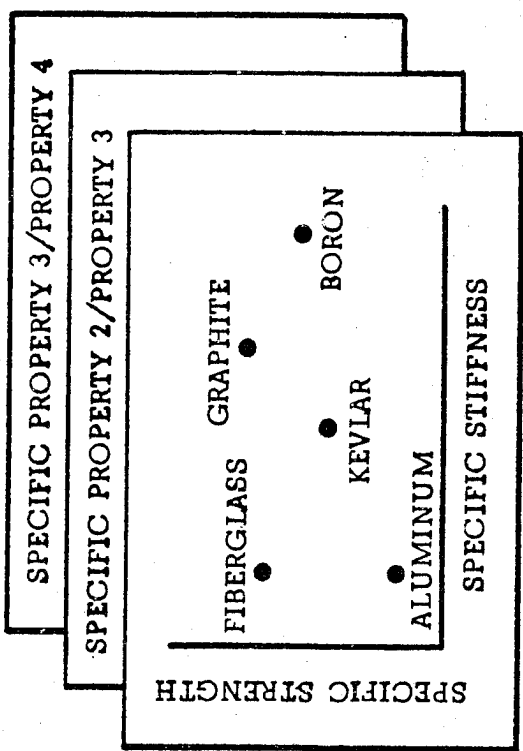 SPECIFIC PROPERTY 3/PROPERTY 4
SPECIFIC PROPERTY 2/PROPERTY 3
SPECIFIC STRENGTH
FIBERGLASS
GRAPHITE
BORON
KEVLAR
ALUMINUM
SPECIFIC STIFFNESS